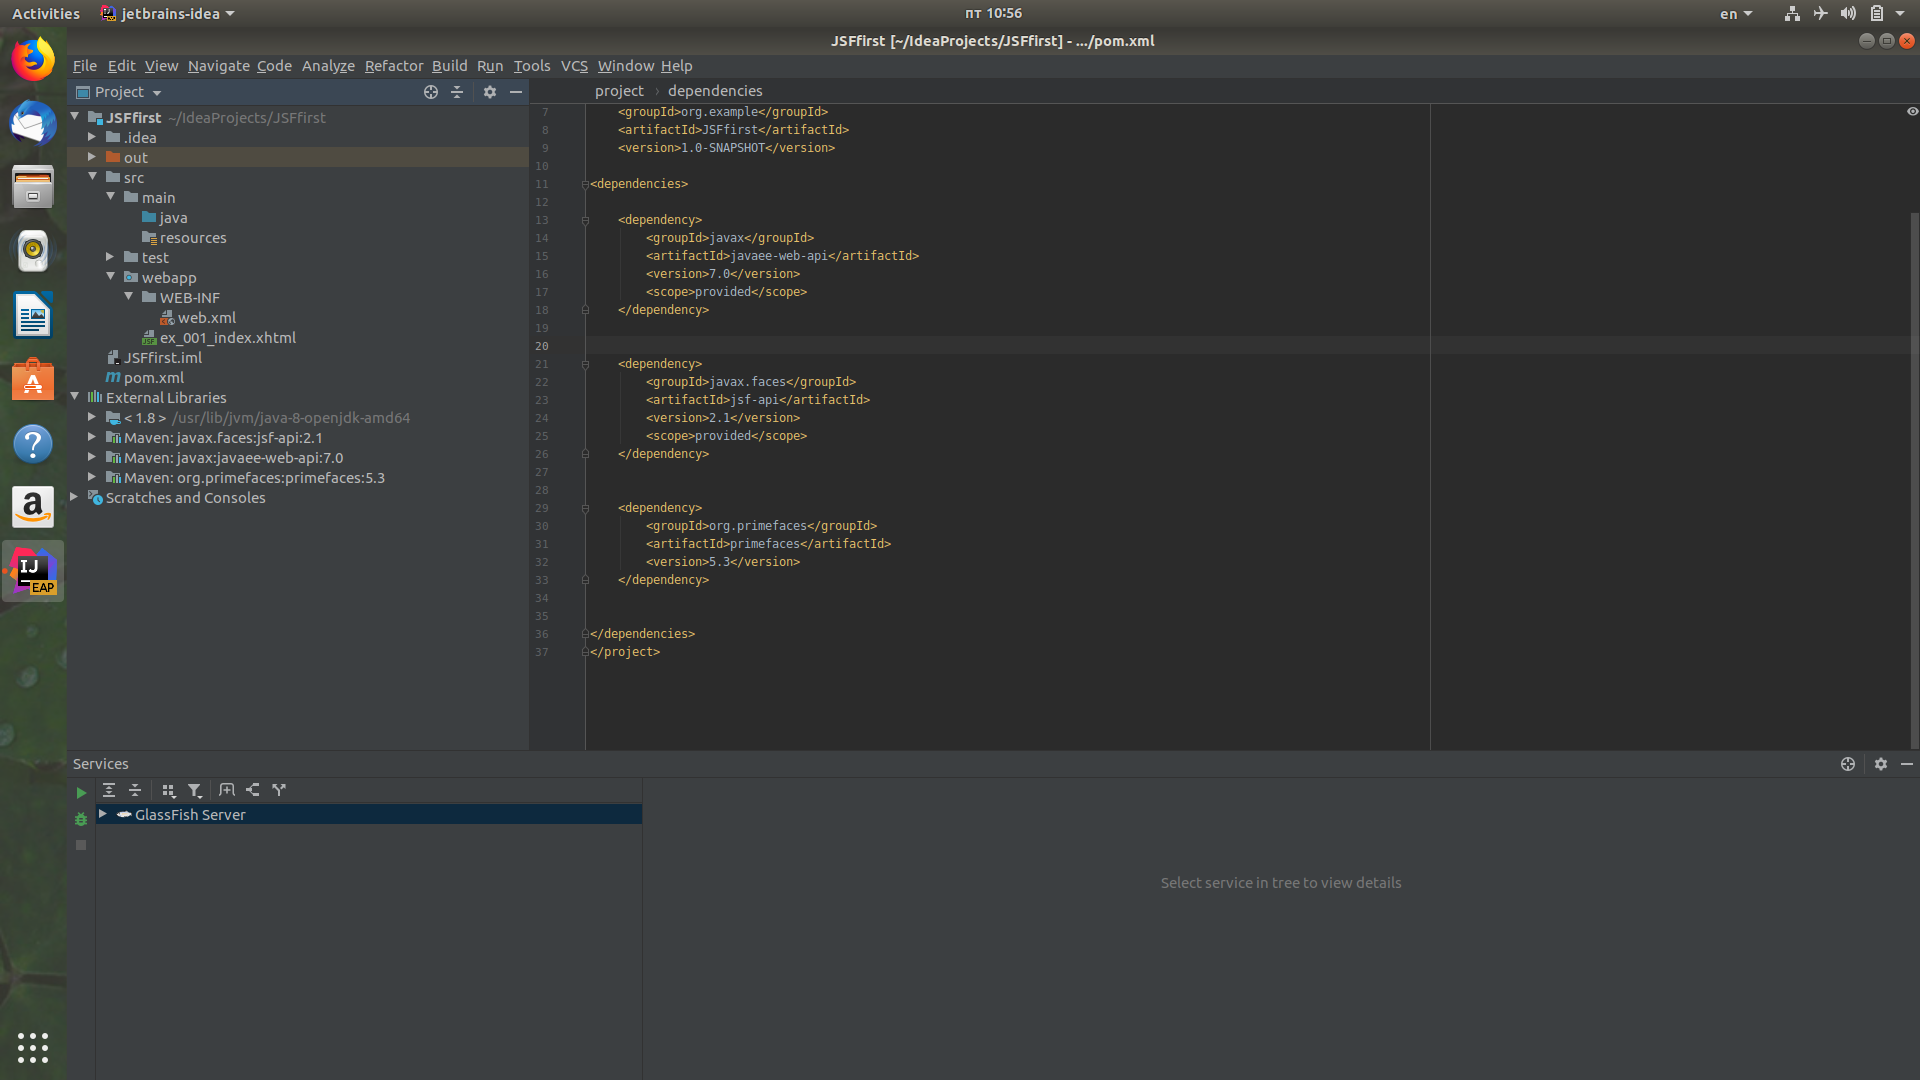 Activities jetbrains-idea пт 10:56 en
JSFfirst [~/IdeaProjects/JSFfirst] - .../pom.xml
File Edit View Navigate Code Analyze Refactor Build Run Tools VCS Window Help
Project
project › dependencies
JSFfirst ~/IdeaProjects/JSFfirst
.idea
out
src
main
java
resources
test
webapp
WEB-INF
web.xml
ex_001_index.xhtml
JSFfirst.iml
pom.xml
External Libraries
< 1.8 > /usr/lib/jvm/java-8-openjdk-amd64
Maven: javax.faces:jsf-api:2.1
Maven: javax:javaee-web-api:7.0
Maven: org.primefaces:primefaces:5.3
Scratches and Consoles
7 <groupId>org.example</groupId>
8 <artifactId>JSFfirst</artifactId>
9 <version>1.0-SNAPSHOT</version>
10
11 <dependencies>
12
13 <dependency>
14 <groupId>javax</groupId>
15 <artifactId>javaee-web-api</artifactId>
16 <version>7.0</version>
17 <scope>provided</scope>
18 </dependency>
19
20
21 <dependency>
22 <groupId>javax.faces</groupId>
23 <artifactId>jsf-api</artifactId>
24 <version>2.1</version>
25 <scope>provided</scope>
26 </dependency>
27
28
29 <dependency>
30 <groupId>org.primefaces</groupId>
31 <artifactId>primefaces</artifactId>
32 <version>5.3</version>
33 </dependency>
34
35
36 </dependencies>
37 </project>
IJ
EAP
Services
GlassFish Server
Select service in tree to view details